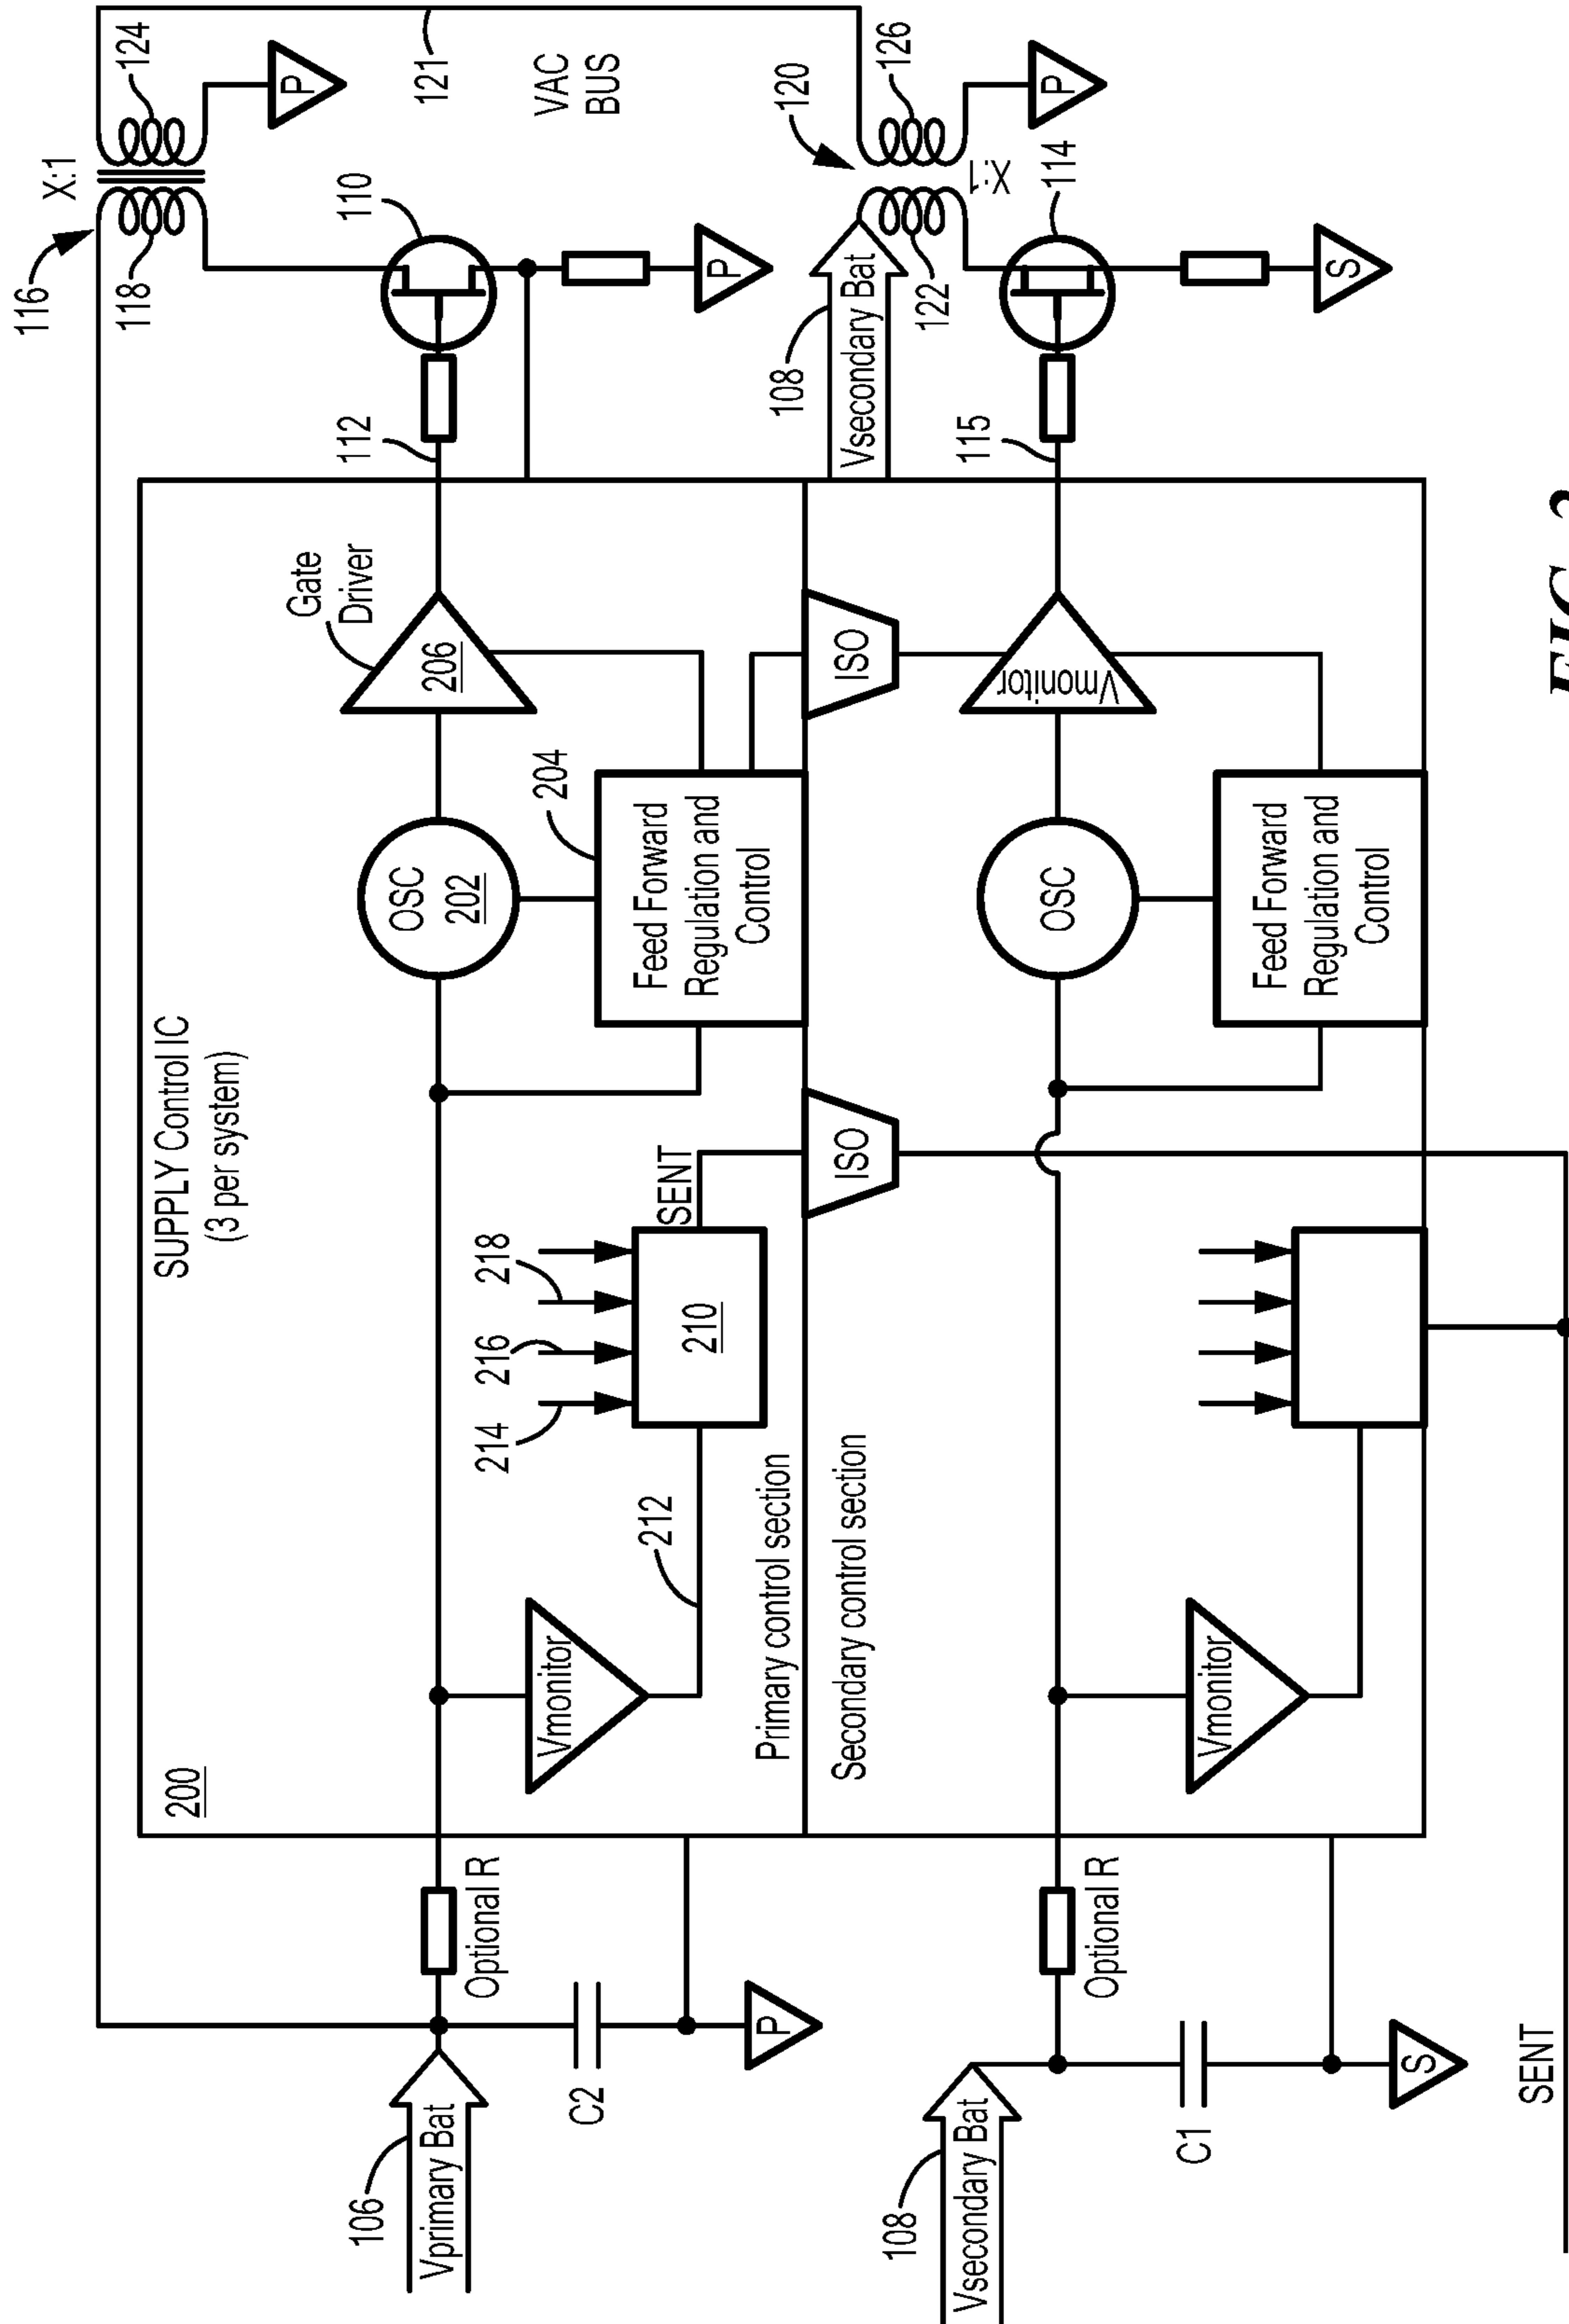 116
X:1
124
118
P
121
VAC
BUS
110
112
P
SUPPLY Control IC
(3 per system)
200
Gate
Driver
206
OSC
202
204
Feed Forward
Regulation and
Control
SENT
218
216
214
210
212
Vmonitor
Primary control section
Optional R
106
Vprimary Bat
C2
P
ISO
ISO
Secondary control section
120
126
X:1
P
108
Vsecondary Bat
122
114
115
S
Vmonitor
OSC
Feed Forward
Regulation and
Control
Vmonitor
Optional R
108
Vsecondary Bat
C1
S
SENT